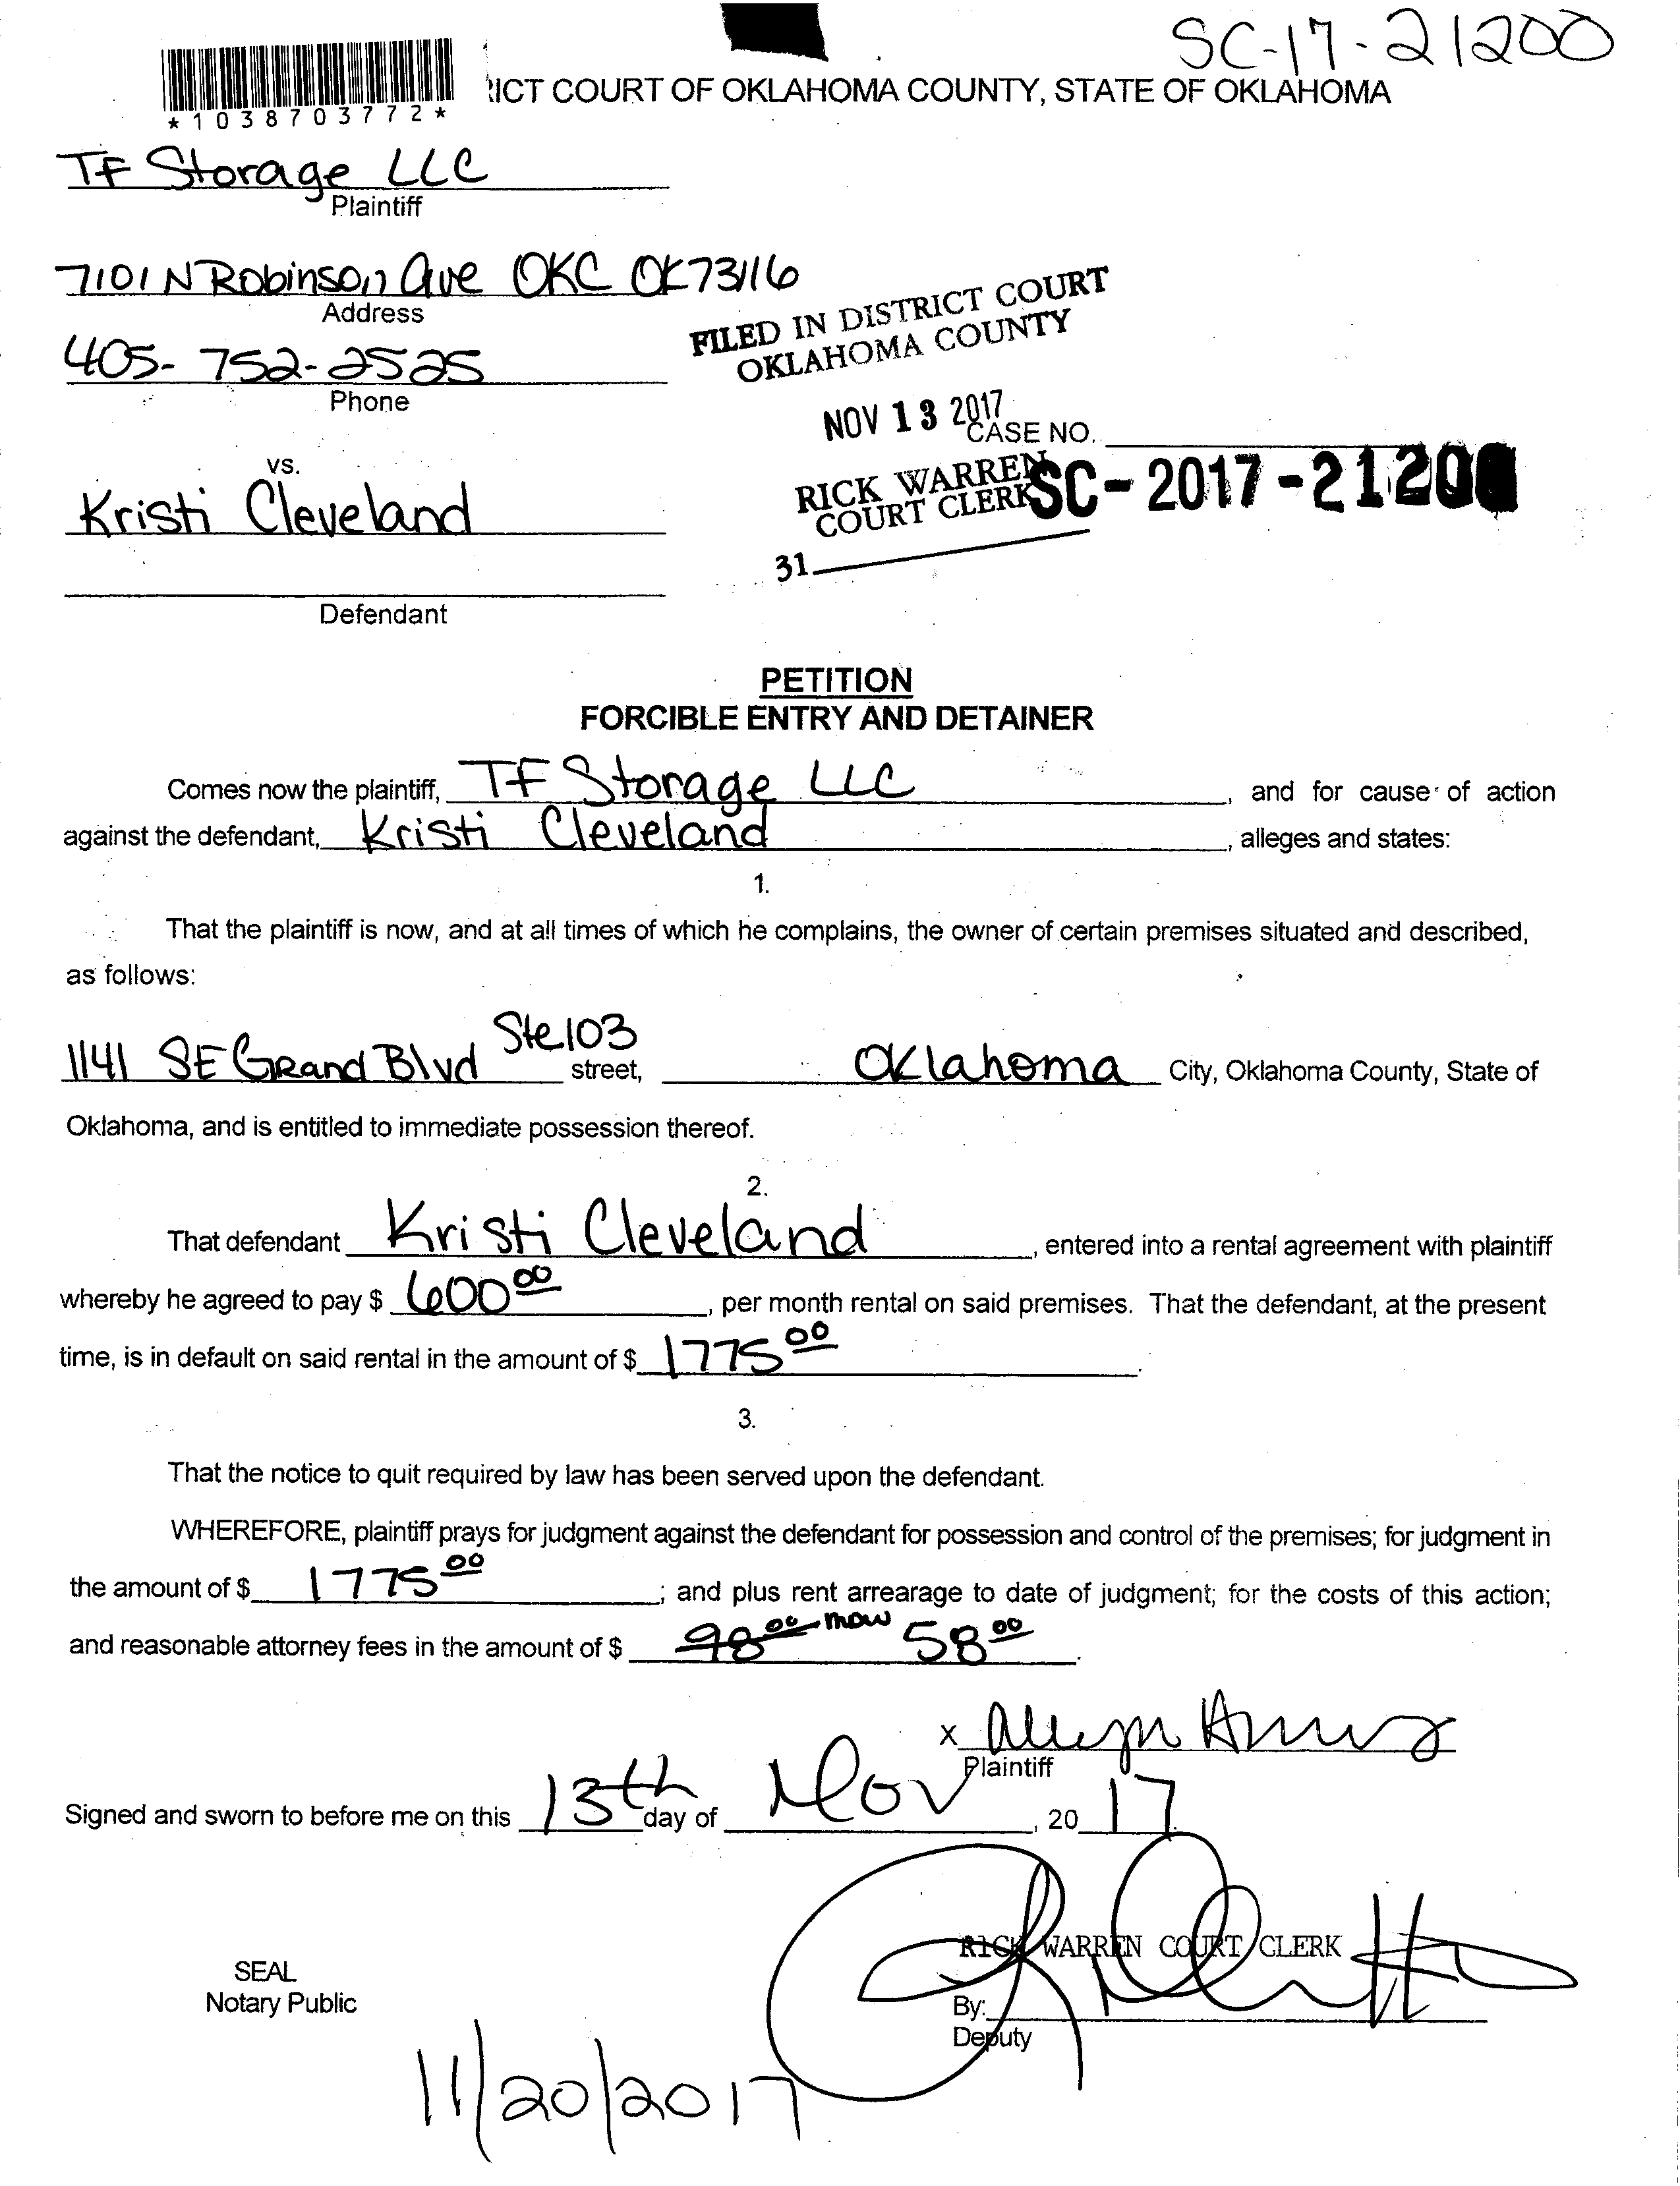 SC-17-21200
*1038703772*
ICT COURT OF OKLAHOMA COUNTY, STATE OF OKLAHOMA
TF Storage LLC
Plaintiff
7101 N Robinson Ave OKC OK 73116
Address
FILED IN DISTRICT COURT
OKLAHOMA COUNTY
405-752-2525
Phone
NOV 13 2017
CASE NO.
vs.
RICK WARREN
COURT CLERK
SC-2017-21200
Kristi Cleveland
31
Defendant
PETITION
FORCIBLE ENTRY AND DETAINER
Comes now the plaintiff, TF Storage LLC, and for cause of action
against the defendant, Kristi Cleveland, alleges and states:
1.
That the plaintiff is now, and at all times of which he complains, the owner of certain premises situated and described,
as follows:
1141 SE Grand Blvd Ste 103 street, Oklahoma City, Oklahoma County, State of
Oklahoma, and is entitled to immediate possession thereof.
2.
That defendant Kristi Cleveland, entered into a rental agreement with plaintiff
whereby he agreed to pay $ 600 00, per month rental on said premises. That the defendant, at the present
time, is in default on said rental in the amount of $ 1775 00.
3.
That the notice to quit required by law has been served upon the defendant.
WHEREFORE, plaintiff prays for judgment against the defendant for possession and control of the premises; for judgment in
the amount of $ 1775 00; and plus rent arrearage to date of judgment; for the costs of this action;
and reasonable attorney fees in the amount of $ 98 00 58 00.
X
Plaintiff
Signed and sworn to before me on this 13th day of Nov, 20 17.
RICK WARREN COURT CLERK
SEAL
Notary Public
By:
Deputy
11/20/2017